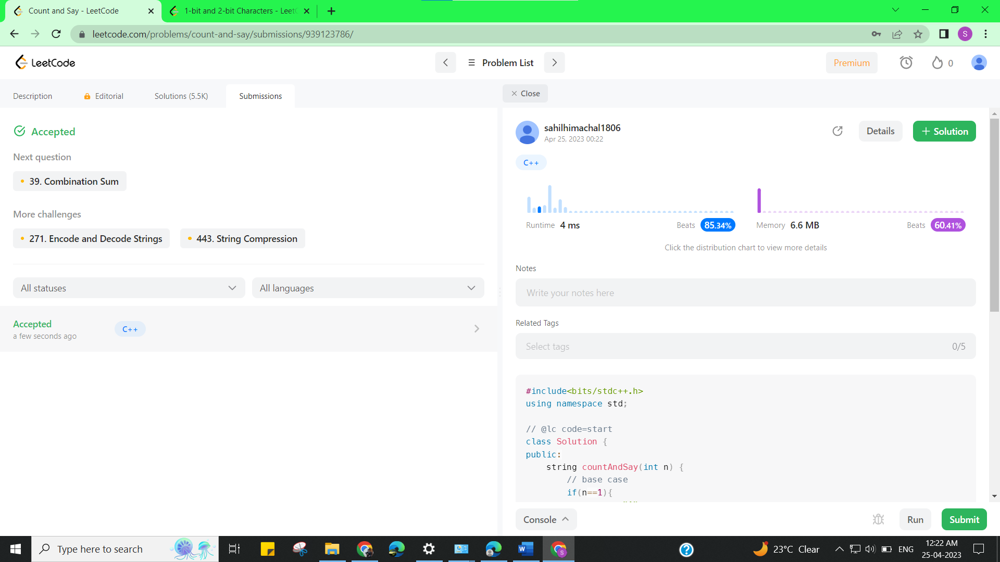 Count and Say - LeetCode
1-bit and 2-bit Characters - Leet
leetcode.com/problems/count-and-say/submissions/939123786/
S
LeetCode
Problem List
Premium
0
Description
Editorial
Solutions (5.5K)
Submissions
Close
Accepted
Next question
39. Combination Sum
More challenges
271. Encode and Decode Strings
443. String Compression
All statuses
All languages
Accepted
a few seconds ago
C++
sahilhimachal1806
Apr 25, 2023 00:22
Details
+ Solution
C++
Runtime 4 ms
Beats 85.34%
Memory 6.6 MB
Beats 60.41%
Click the distribution chart to view more details
Notes
Write your notes here
Related Tags
Select tags
0/5
#include<bits/stdc++.h>
using namespace std;
// @lc code=start
class Solution {
public:
string countAndSay(int n) {
// base case
if(n==1){
Console
Run
Submit
Type here to search
23°C Clear
ENG
12:22 AM
25-04-2023